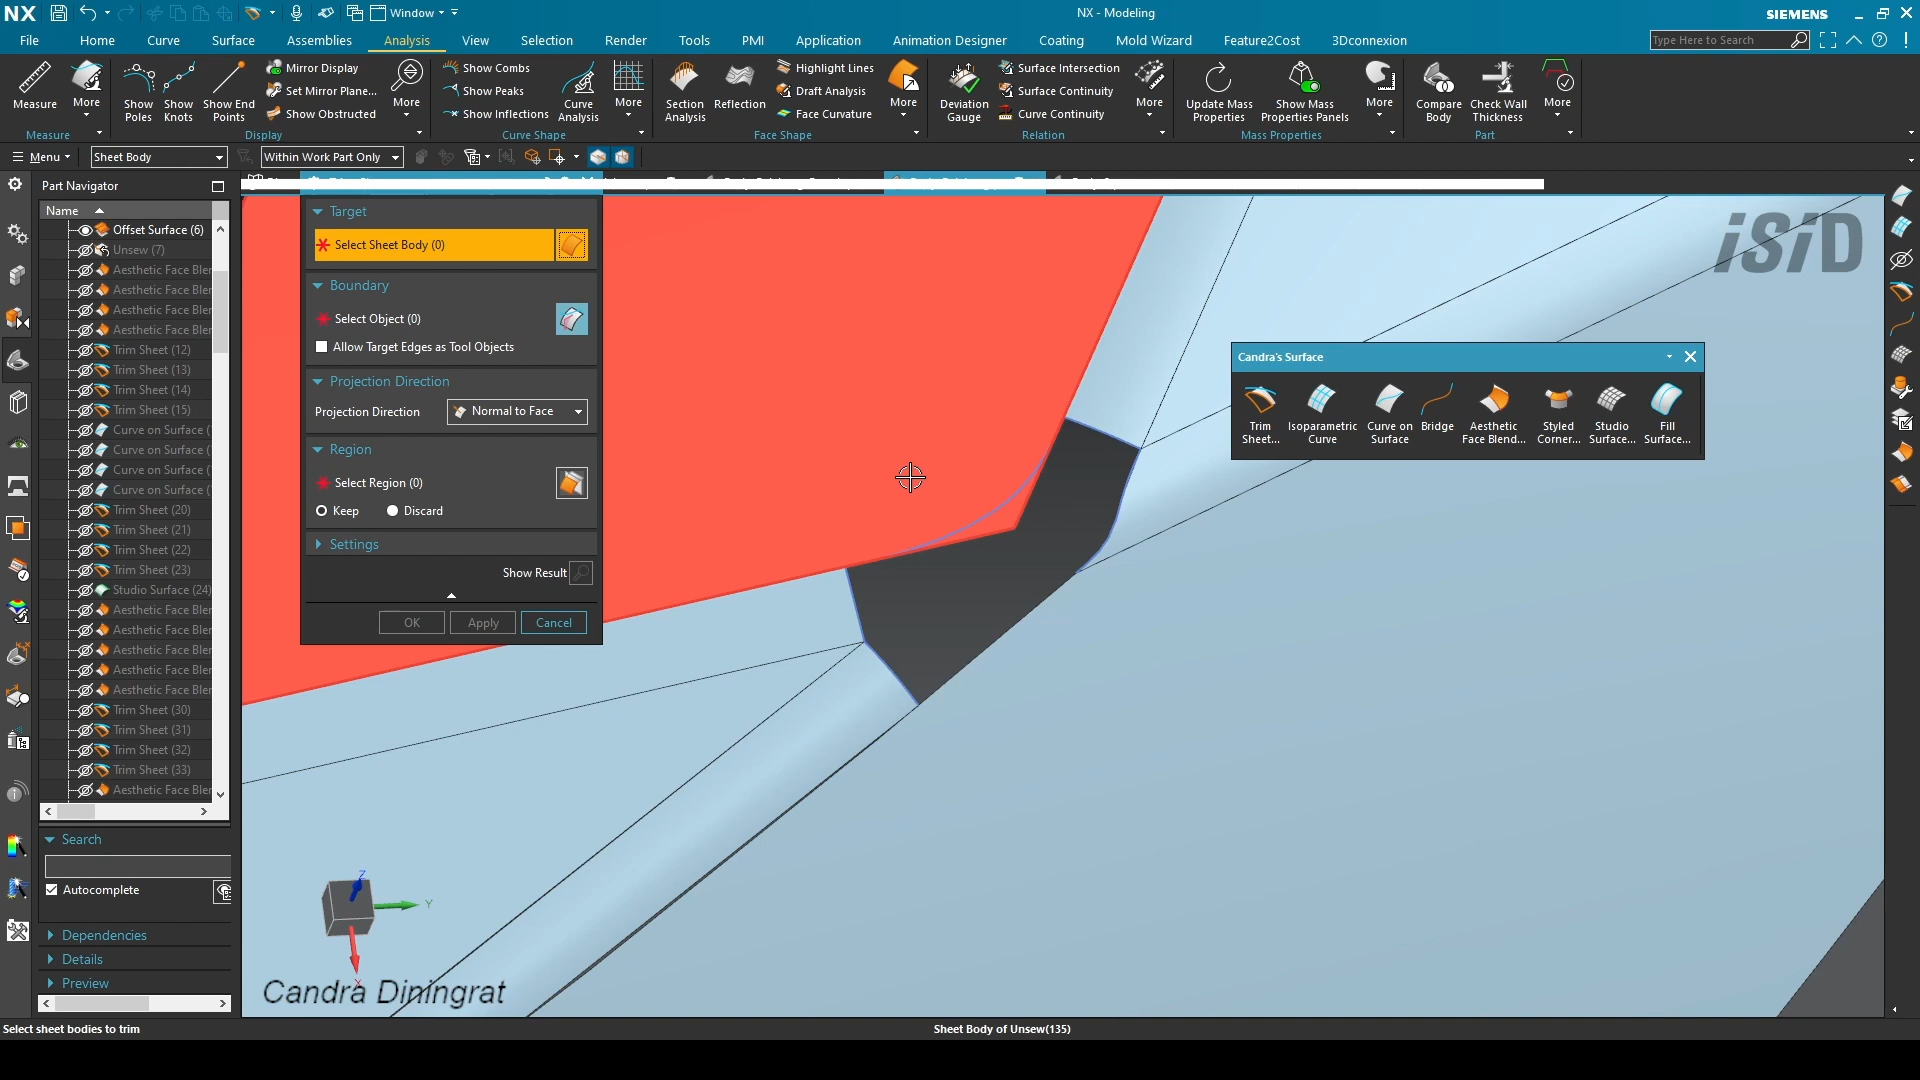 NX
Window
NX - Modeling
SIEMENS
File
Home
Curve
Surface
Assemblies
Analysis
View
Selection
Render
Tools
PMI
Application
Animation Designer
Coating
Mold Wizard
Feature2Cost
3Dconnexion
Type Here to Search
Measure
More
Measure
Show Poles
Show Knots
Show End Points
Mirror Display
Set Mirror Plane...
Show Obstructed
More
Display
Show Combs
Show Peaks
Show Inflections
Curve Analysis
More
Curve Shape
Section Analysis
Reflection
Highlight Lines
Draft Analysis
Face Curvature
More
Face Shape
Deviation Gauge
Surface Intersection
Surface Continuity
Curve Continuity
More
Relation
Update Mass Properties
Show Mass Properties Panels
More
Mass Properties
Compare Body
Check Wall Thickness
More
Part
Menu
Sheet Body
Within Work Part Only
Part Navigator
Name
Offset Surface (6)
Unsew (7)
Aesthetic Face Bler
Aesthetic Face Bler
Aesthetic Face Bler
Aesthetic Face Bler
Trim Sheet (12)
Trim Sheet (13)
Trim Sheet (14)
Trim Sheet (15)
Curve on Surface (
Curve on Surface (
Curve on Surface (
Curve on Surface (
Trim Sheet (20)
Trim Sheet (21)
Trim Sheet (22)
Trim Sheet (23)
Studio Surface (24)
Aesthetic Face Bler
Aesthetic Face Bler
Aesthetic Face Bler
Aesthetic Face Bler
Aesthetic Face Bler
Trim Sheet (30)
Trim Sheet (31)
Trim Sheet (32)
Trim Sheet (33)
Aesthetic Face Bler
Search
Autocomplete
Dependencies
Details
Preview
Target
Select Sheet Body (0)
Boundary
Select Object (0)
Allow Target Edges as Tool Objects
Projection Direction
Projection Direction
Normal to Face
Region
Select Region (0)
Keep
Discard
Settings
Show Result
OK
Apply
Cancel
iSiD
Candra's Surface
Trim Sheet...
Isoparametric Curve
Curve on Surface
Bridge
Aesthetic Face Blend...
Styled Corner...
Studio Surface...
Fill Surface...
Z
Y
X
Candra Diningrat
Select sheet bodies to trim
Sheet Body of Unsew(135)